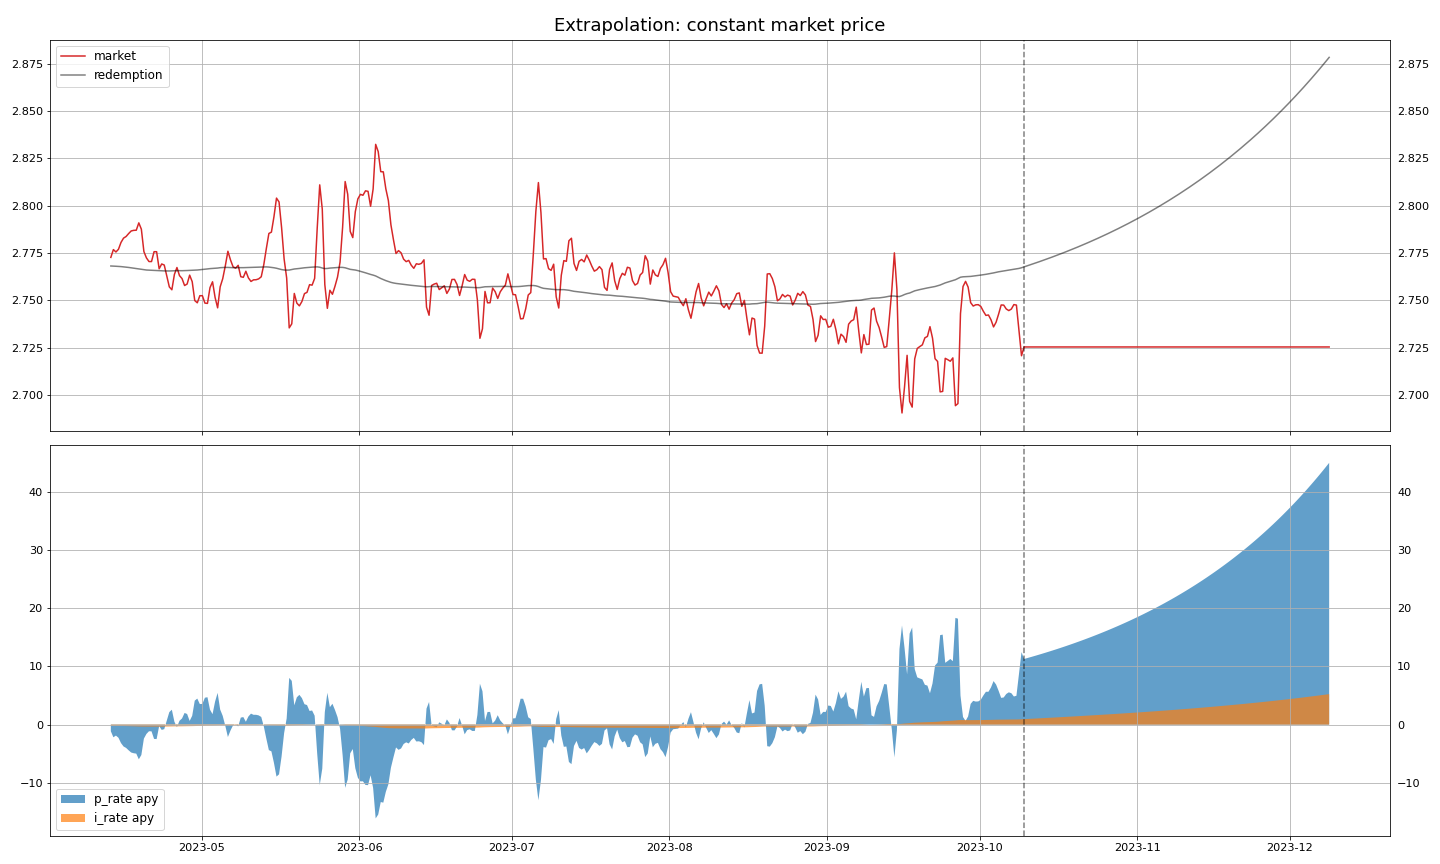 Extrapolation: constant market price
market
redemption
2.875 2.875
2.850 2.850
2.825 2.825
2.800 2.800
2.775 2.775
2.750 2.750
2.725 2.725
2.700 2.700
40 40
30 30
20 20
10 10
0 0
−10 −10
p_rate apy
i_rate apy
2023-05 2023-06 2023-07 2023-08 2023-09 2023-10 2023-11 2023-12